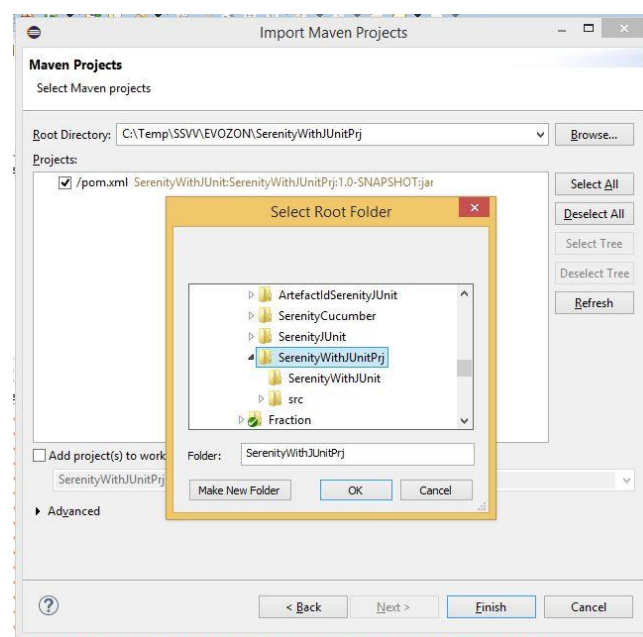 Import Maven Projects
Maven Projects
Select Maven projects
Root Directory: C:\Temp\SSVV\EVOZON\SerenityWithJUnitPrj Browse...
Projects:
/pom.xml SerenityWithJUnit:SerenityWithJUnitPrj:1.0-SNAPSHOT:jar
Select All
Deselect All
Select Tree
Deselect Tree
Refresh
Select Root Folder
ArtefactIdSerenityJUnit
SerenityCucumber
SerenityJUnit
SerenityWithJUnitPrj
SerenityWithJUnit
src
Fraction
Folder: SerenityWithJUnitPrj
Make New Folder OK Cancel
Add project(s) to work
SerenityWithJUnitPrj
Advanced
< Back Next > Finish Cancel